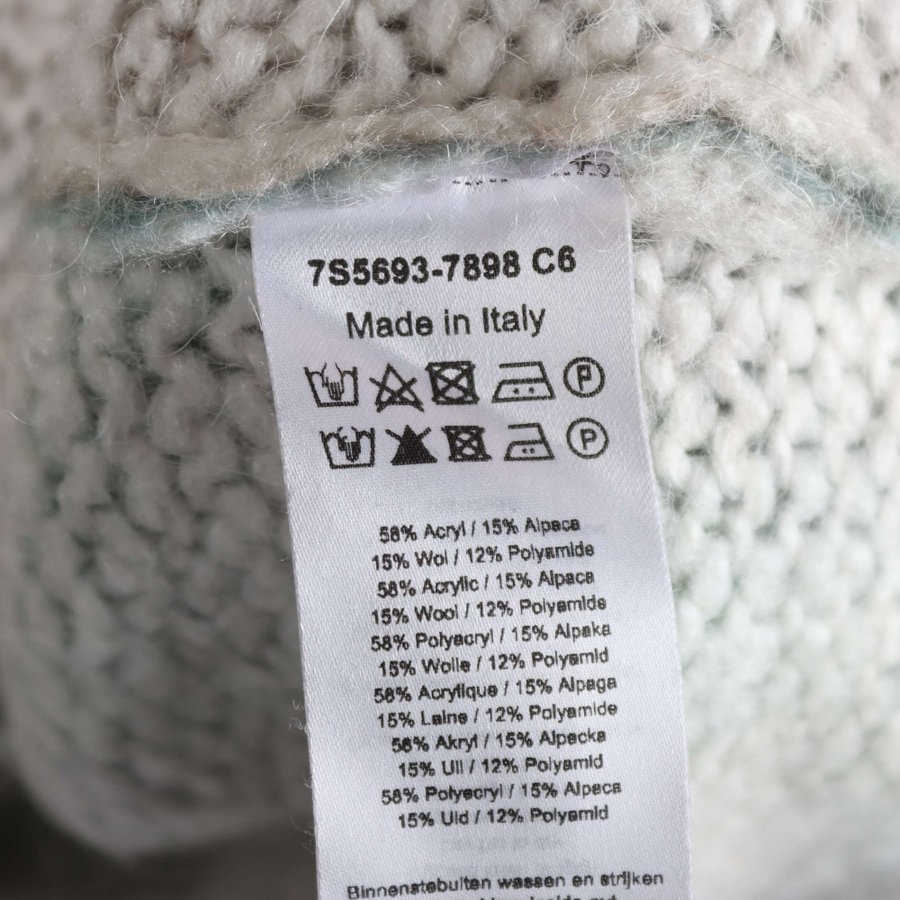 7S5693-7898 C6
Made in Italy
P
P
58% Acryl / 15% Alpaca
15% Wol / 12% Polyamide
58% Acrylic / 15% Alpaca
15% Wool / 12% Polyamide
58% Polyacryl / 15% Alpaka
15% Wolle / 12% Polyamid
58% Acrylique / 15% Alpaga
15% Laine / 12% Polyamide
58% Akryl / 15% Alpacka
15% Ull / 12% Polyamid
58% Polyacryl / 15% Alpaca
15% Uld / 12% Polyamid
Binnenstebuiten wassen en strijken